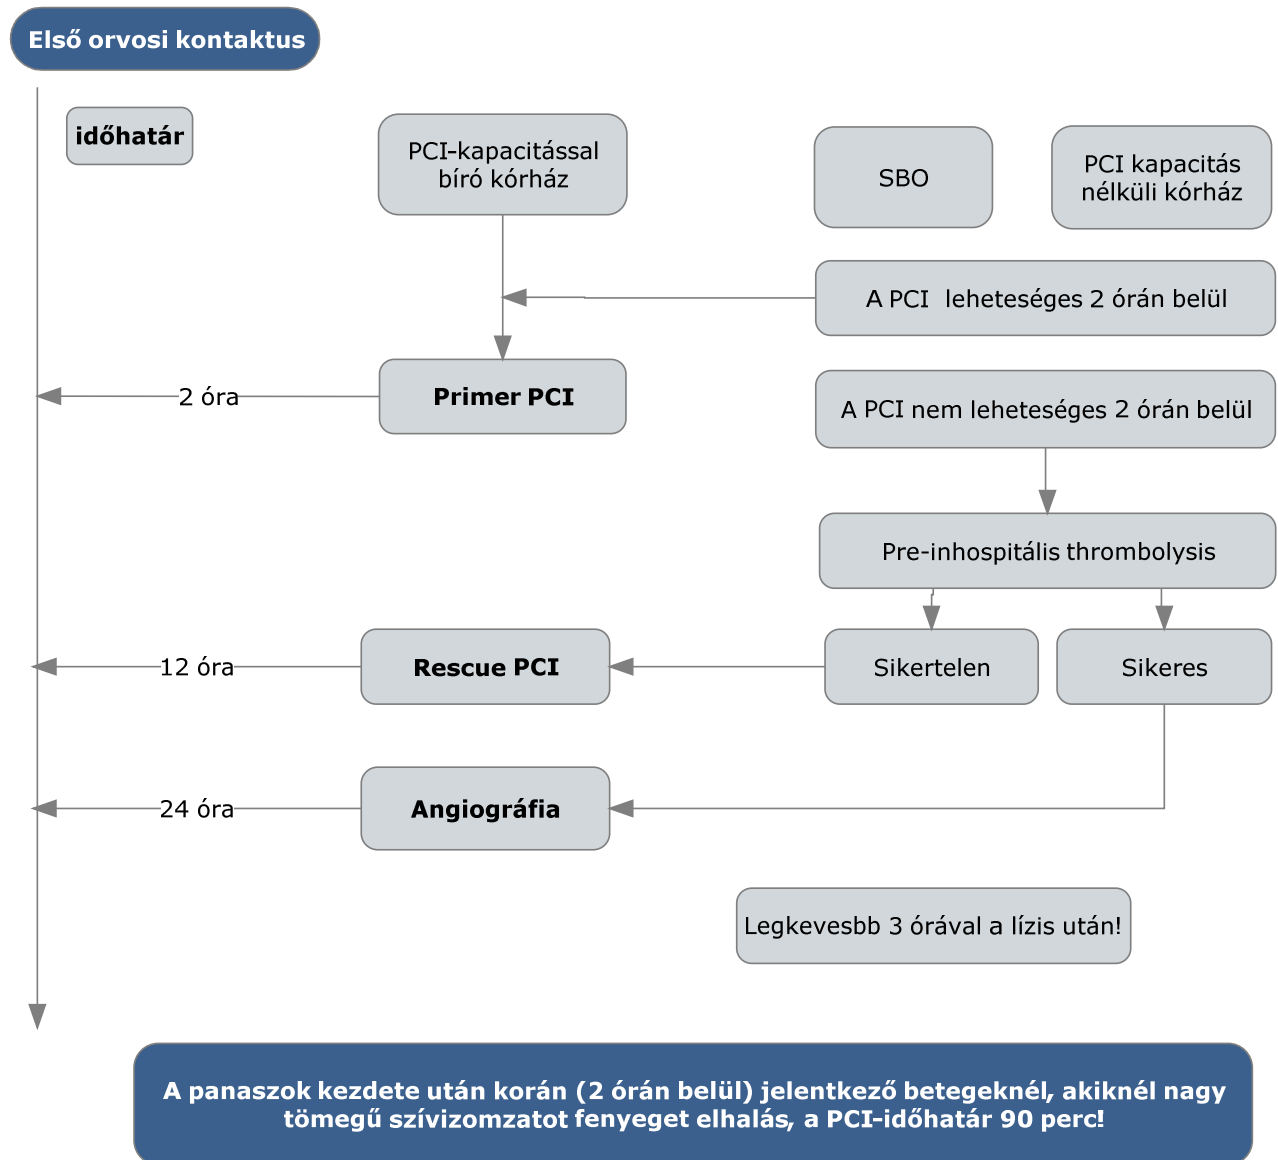 Első orvosi kontaktus
időhatár
PCI-kapacitással
bíró kórház
SBO
PCI kapacitás
nélküli kórház
A PCI leheteséges 2 órán belül
2 óra
Primer PCI
A PCI nem leheteséges 2 órán belül
Pre-inhospitális thrombolysis
12 óra
Rescue PCI
Sikertelen
Sikeres
24 óra
Angiográfia
Legkevesbb 3 órával a lízis után!
A panaszok kezdete után korán (2 órán belül) jelentkező betegeknél, akiknél nagy
tömegű szívizomzatot fenyeget elhalás, a PCI-időhatár 90 perc!